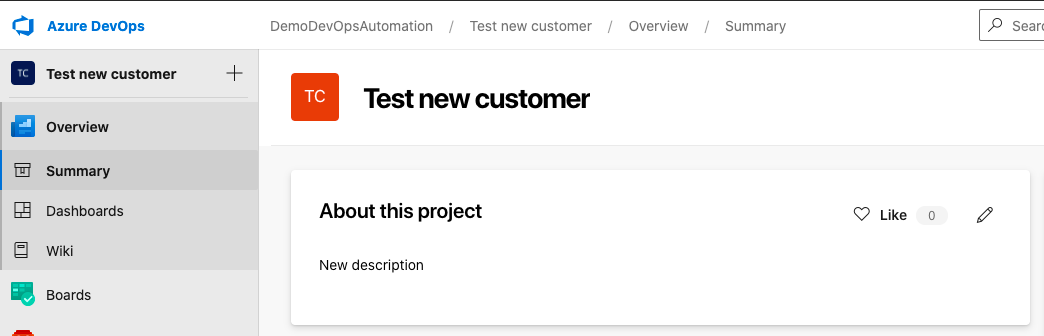 Azure DevOps
DemoDevOpsAutomation / Test new customer / Overview / Summary
Sear
TC
Test new customer
TC
Test new customer
Overview
Summary
Dashboards
Wiki
Boards
About this project
Like 0
New description